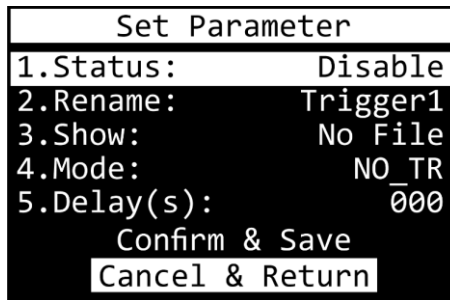 Set Parameter
1.Status: Disable
2.Rename: Trigger1
3.Show: No File
4.Mode: NO_TR
5.Delay(s): 000
Confirm & Save
Cancel & Return